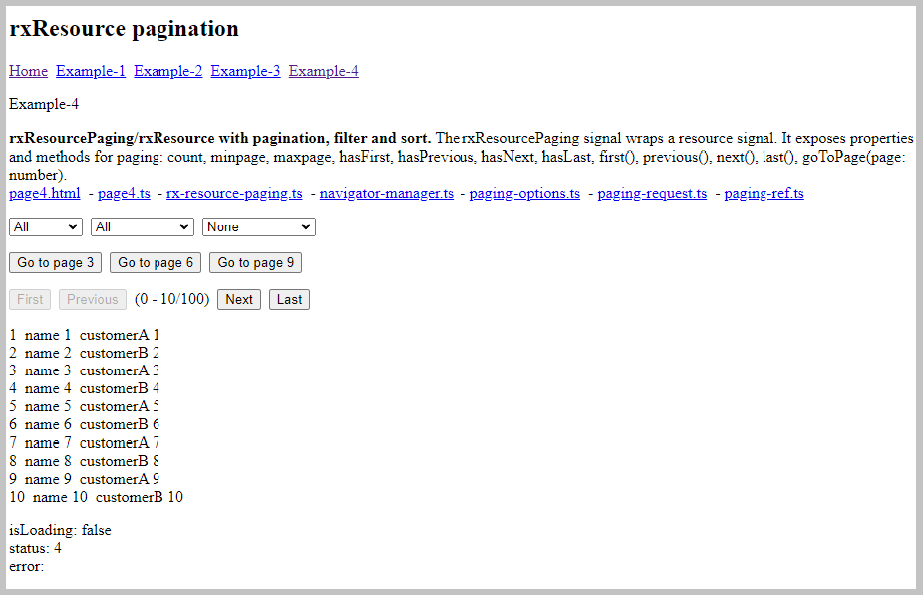 rxResource pagination
Home Example-1 Example-2 Example-3 Example-4
Example-4
rxResourcePaging/rxResource with pagination, filter and sort. The rxResourcePaging signal wraps a resource signal. It exposes properties
and methods for paging: count, minpage, maxpage, hasFirst, hasPrevious, hasNext, hasLast, first(), previous(), next(), last(), goToPage(page:
number).
page4.html - page4.ts - rx-resource-paging.ts - navigator-manager.ts - paging-options.ts - paging-request.ts - paging-ref.ts
All All None
Go to page 3 Go to page 6 Go to page 9
First Previous (0 - 10/100) Next Last
1 name 1 customerA 1
2 name 2 customerB 2
3 name 3 customerA 3
4 name 4 customerB 4
5 name 5 customerA 5
6 name 6 customerB 6
7 name 7 customerA 7
8 name 8 customerB 8
9 name 9 customerA 9
10 name 10 customerB 10
isLoading: false
status: 4
error: